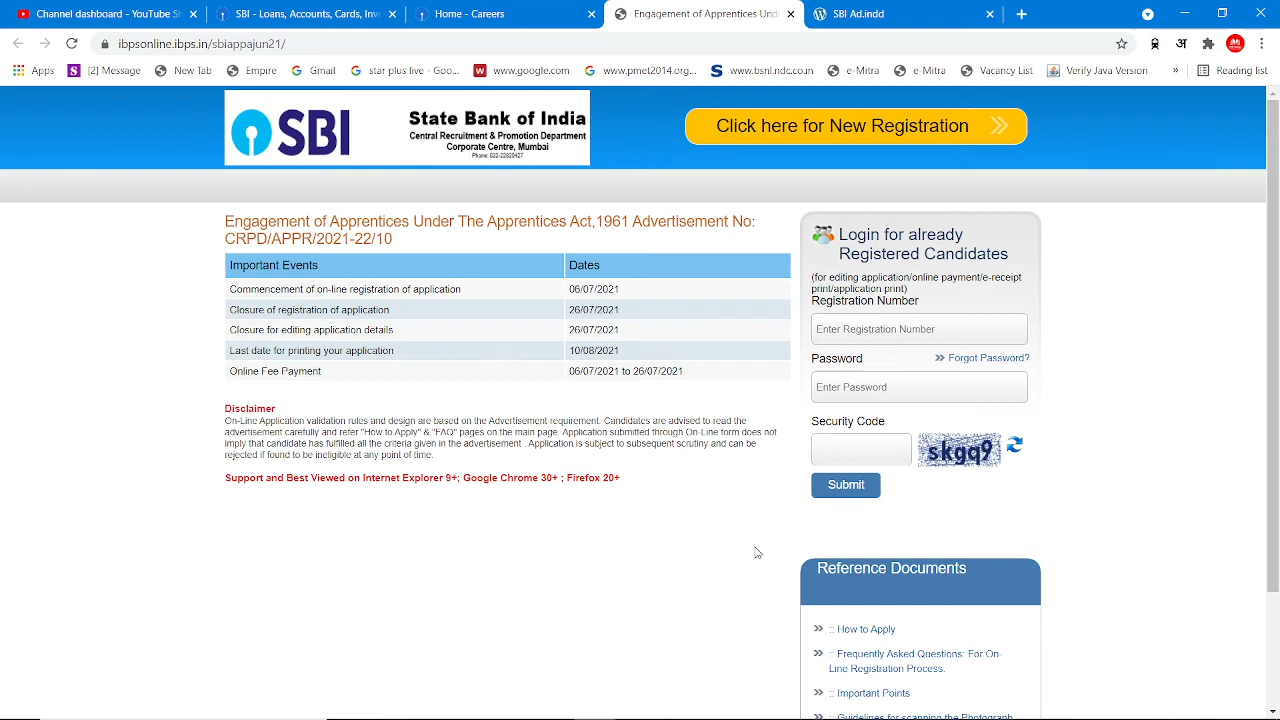 Channel dashboard - YouTube St
SBI - Loans, Accounts, Cards, Inv
Home - Careers
Engagement of Apprentices Und
SBI Ad.indd
ibpsonline.ibps.in/sbiappajun21/
अ
Apps
[2] Message
New Tab
Empire
Gmail
star plus live - Goo...
www.google.com
www.pmet2014.org...
www.bsnl.ndc.co.in
e-Mitra
e -Mitra
Vacancy List
Verify Java Version
»
Reading list
SBI
State Bank of India
Central Recruitment & Promotion Department
Corporate Centre, Mumbai
Phone: 022-22820427
Click here for New Registration
Engagement of Apprentices Under The Apprentices Act,1961 Advertisement No:
CRPD/APPR/2021-22/10
Important Events Dates
Commencement of on-line registration of application 06/07/2021
Closure of registration of application 26/07/2021
Closure for editing application details 26/07/2021
Last date for printing your application 10/08/2021
Online Fee Payment 06/07/2021 to 26/07/2021
Disclaimer
On-Line Application validation rules and design are based on the Advertisement requirement. Candidates are advised to read the
advertisement carefully and refer "How to Apply" & "FAQ" pages on the main page. Application submitted through On-Line form does not
imply that candidate has fulfilled all the criteria given in the advertisement . Application is subject to subsequent scrutiny and can be
rejected if found to be ineligible at any point of time.
Support and Best Viewed on Internet Explorer 9+; Google Chrome 30+ ; Firefox 20+
Login for already
Registered Candidates
(for editing application/online payment/e-receipt
print/application print)
Registration Number
Enter Registration Number
Password
Forgot Password?
Enter Password
Security Code
skgq9
Submit
Reference Documents
:: How to Apply
:: Frequently Asked Questions: For On-
Line Registration Process.
:: Important Points
:: Guidelines for scanning the Photograph